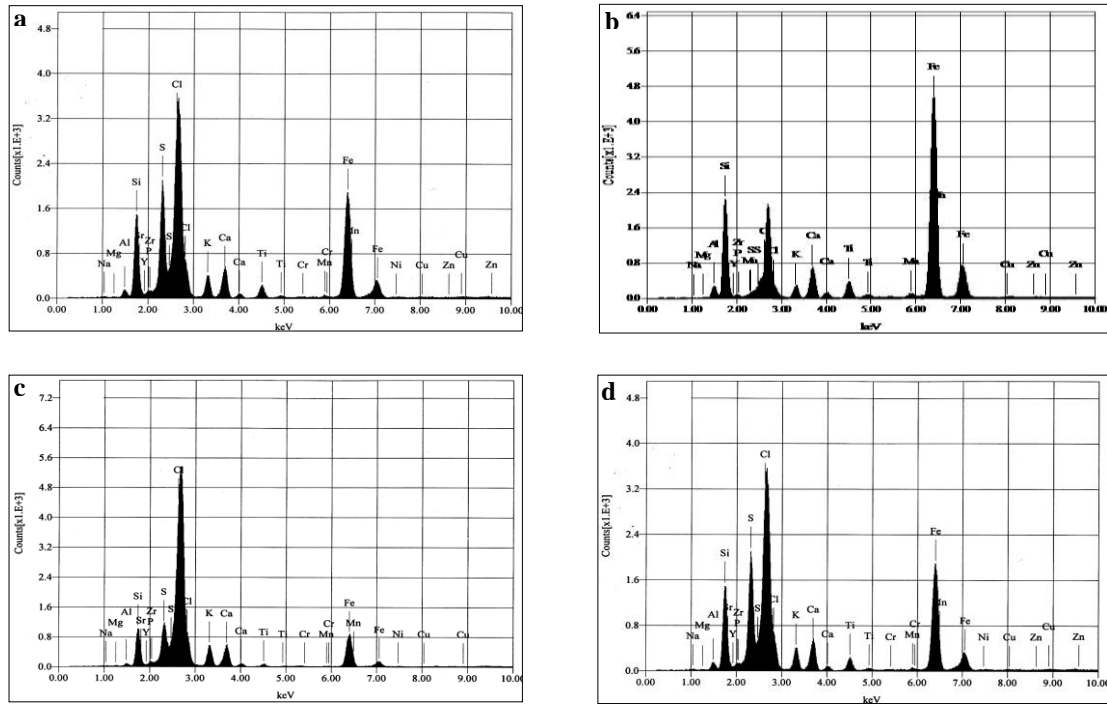 a
4.8
4.0
3.2
2.4
1.6
0.8
0.0
Counts[x1.E+3]
Na
Mg
Al
Si
Sr
Y
Zr
P
S
S
Cl
Cl
K
Ca
Ca
Ti
Ti
Cr
Cr
Mn
Fe
Mn
Fe
Ni
Cu
Zn
Cu
Zn
0.00 1.00 2.00 3.00 4.00 5.00 6.00 7.00 8.00 9.00 10.00
keV
b
6.4
5.6
4.8
4.0
3.2
2.4
1.6
0.8
0.0
Counts[x1.E+3]
Na
Mg
Al
Si
Y
Zr
P
Cl
K
Ca
Ca
Ti
Ti
Mn
Fe
Fe
Cu
Zn
Cu
Zn
0.00 1.00 2.00 3.00 4.00 5.00 6.00 7.00 8.00 9.00 10.00
keV
c
7.2
6.4
5.6
4.8
4.0
3.2
2.4
1.6
0.8
0.0
Counts[x1.E+3]
Na
Mg
Al
Si
Sr
Y
Zr
P
S
S
Cl
Cl
K
Ca
Ca
Ti
Ti
Cr
Cr
Mn
Fe
Mn
Fe
Ni
Cu
Cu
0.00 1.00 2.00 3.00 4.00 5.00 6.00 7.00 8.00 9.00 10.00
keV
d
4.8
4.0
3.2
2.4
1.6
0.8
0.0
Counts[x1.E+3]
Na
Mg
Al
Si
Sr
Y
Zr
P
S
S
Cl
Cl
K
Ca
Ca
Ti
Ti
Cr
Cr
Mn
Fe
Mn
Fe
Ni
Cu
Zn
Cu
Zn
0.00 1.00 2.00 3.00 4.00 5.00 6.00 7.00 8.00 9.00 10.00
keV